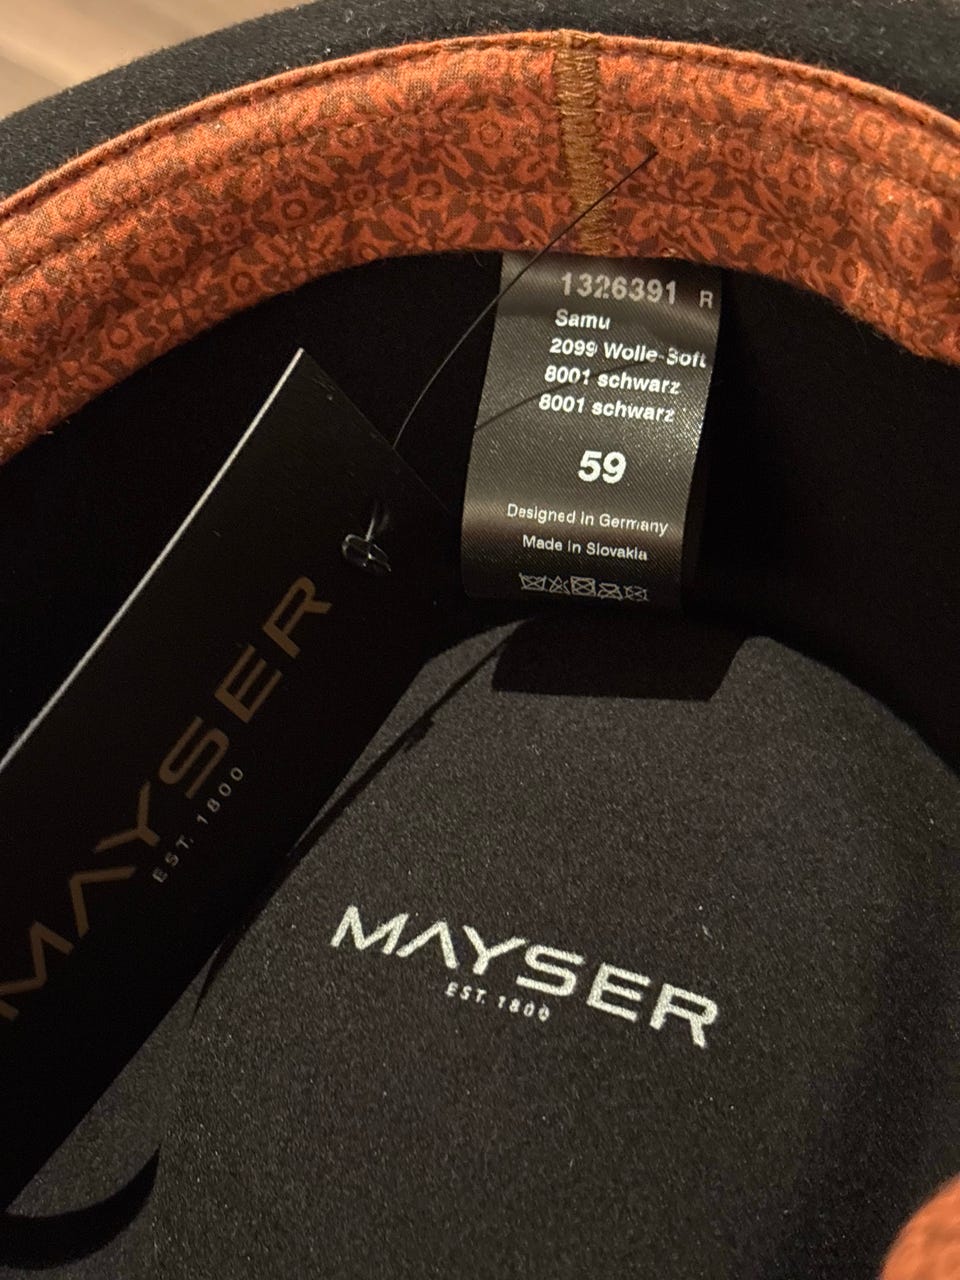 1326391 R
Samu
2099 Wolle-Soft
8001 schwarz
8001 schwarz
59
Designed in Germany
Made in Slovakia
MAYSER
EST. 1800
MAYSER
EST. 1800